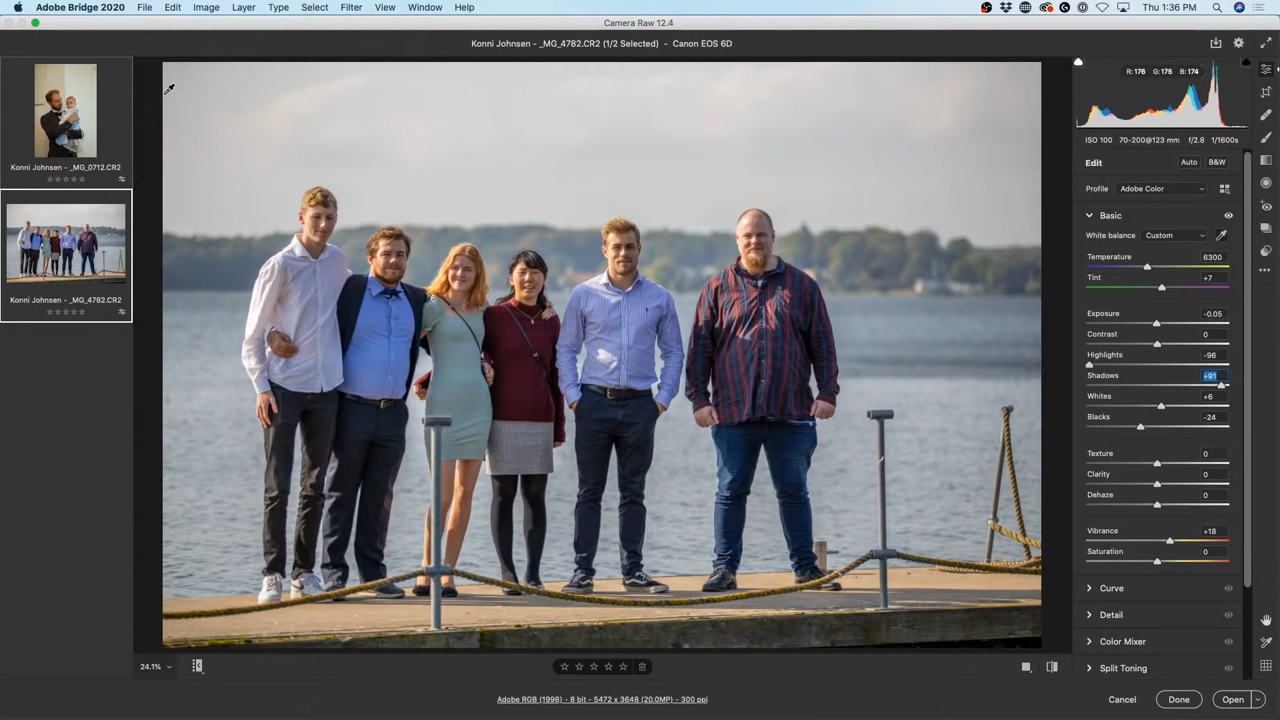 Adobe Bridge 2020 File Edit Image Layer Type Select Filter View Window Help Thu 1:36 PM
Camera Raw 12.4
Konni Johnsen - _MG_4782.CR2 (1/2 Selected) - Canon EOS 6D
R: 176 G: 175 B: 174
ISO 100 70-200@123 mm f/2.8 1/1600s
Konni Johnsen - _MG_0712.CR2
Konni Johnsen - _MG_4782.CR2
Edit Auto B&W
Profile Adobe Color
Basic
White balance Custom
Temperature 6300
Tint +7
Exposure -0.05
Contrast 0
Highlights -96
Shadows +91
Whites +6
Blacks -24
Texture 0
Clarity 0
Dehaze 0
Vibrance +18
Saturation 0
Curve
Detail
Color Mixer
Split Toning
24.1%
Adobe RGB (1998) - 8 bit - 5472 x 3648 (20.0MP) - 300 ppi
Cancel Done Open